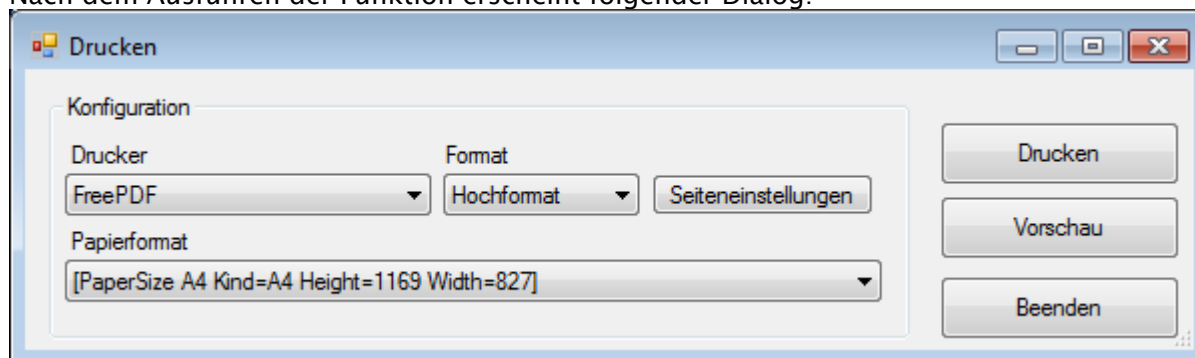 Nach dem Ausführen der Funktion erscheint folgender Dialog:
Drucken
Konfiguration
Drucker
Format
FreePDF
Hochformat
Seiteneinstellungen
Papierformat
[PaperSize A4 Kind=A4 Height=1169 Width=827]
Drucken
Vorschau
Beenden